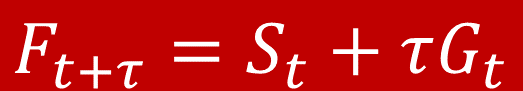 F_{t+τ} = S_t + τG_t